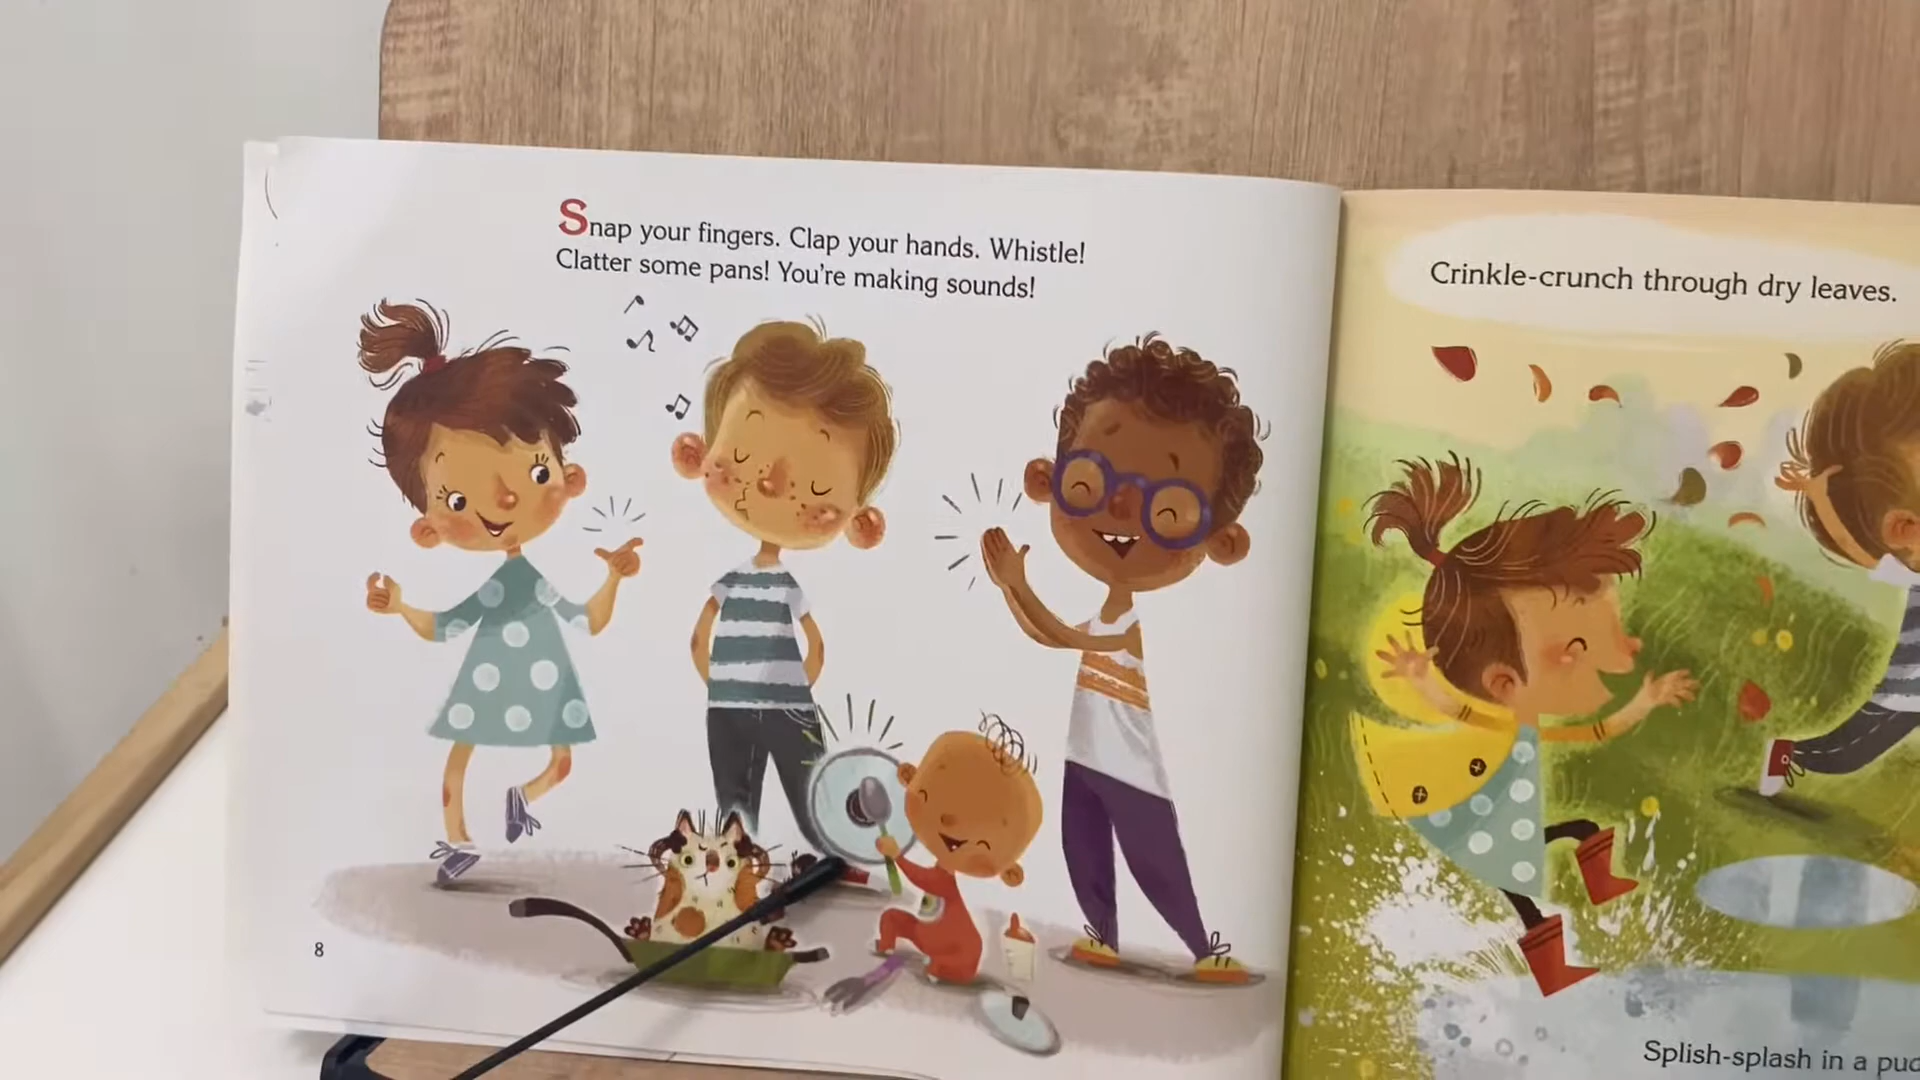 Snap your fingers. Clap your hands. Whistle!
Clatter some pans! You're making sounds!
8
Crinkle-crunch through dry leaves.
Splish-splash in a